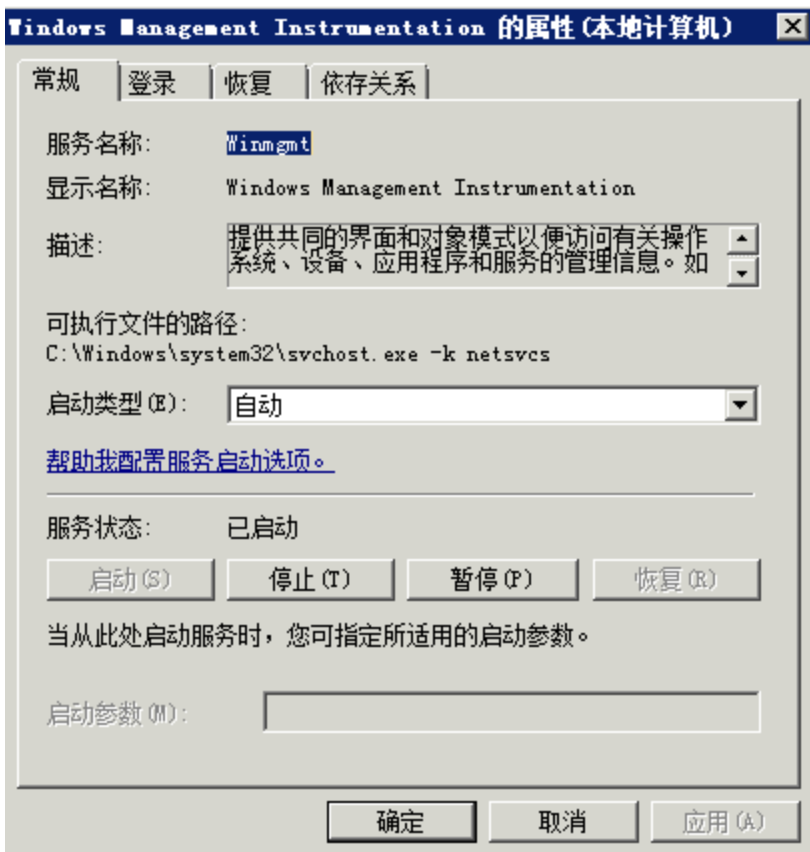 Windows Management Instrumentation 的属性(本地计算机)
常规 登录 恢复 依存关系
服务名称: Winmgmt
显示名称: Windows Management Instrumentation
描述: 提供共同的界面和对象模式以便访问有关操作
系统、设备、应用程序和服务的管理信息。如
可执行文件的路径:
C:\Windows\system32\svchost.exe -k netsvcs
启动类型(E): 自动
帮助我配置服务启动选项。
服务状态: 已启动
启动(S) 停止(T) 暂停(P) 恢复(R)
当从此处启动服务时，您可指定所适用的启动参数。
启动参数(M):
确定 取消 应用(A)